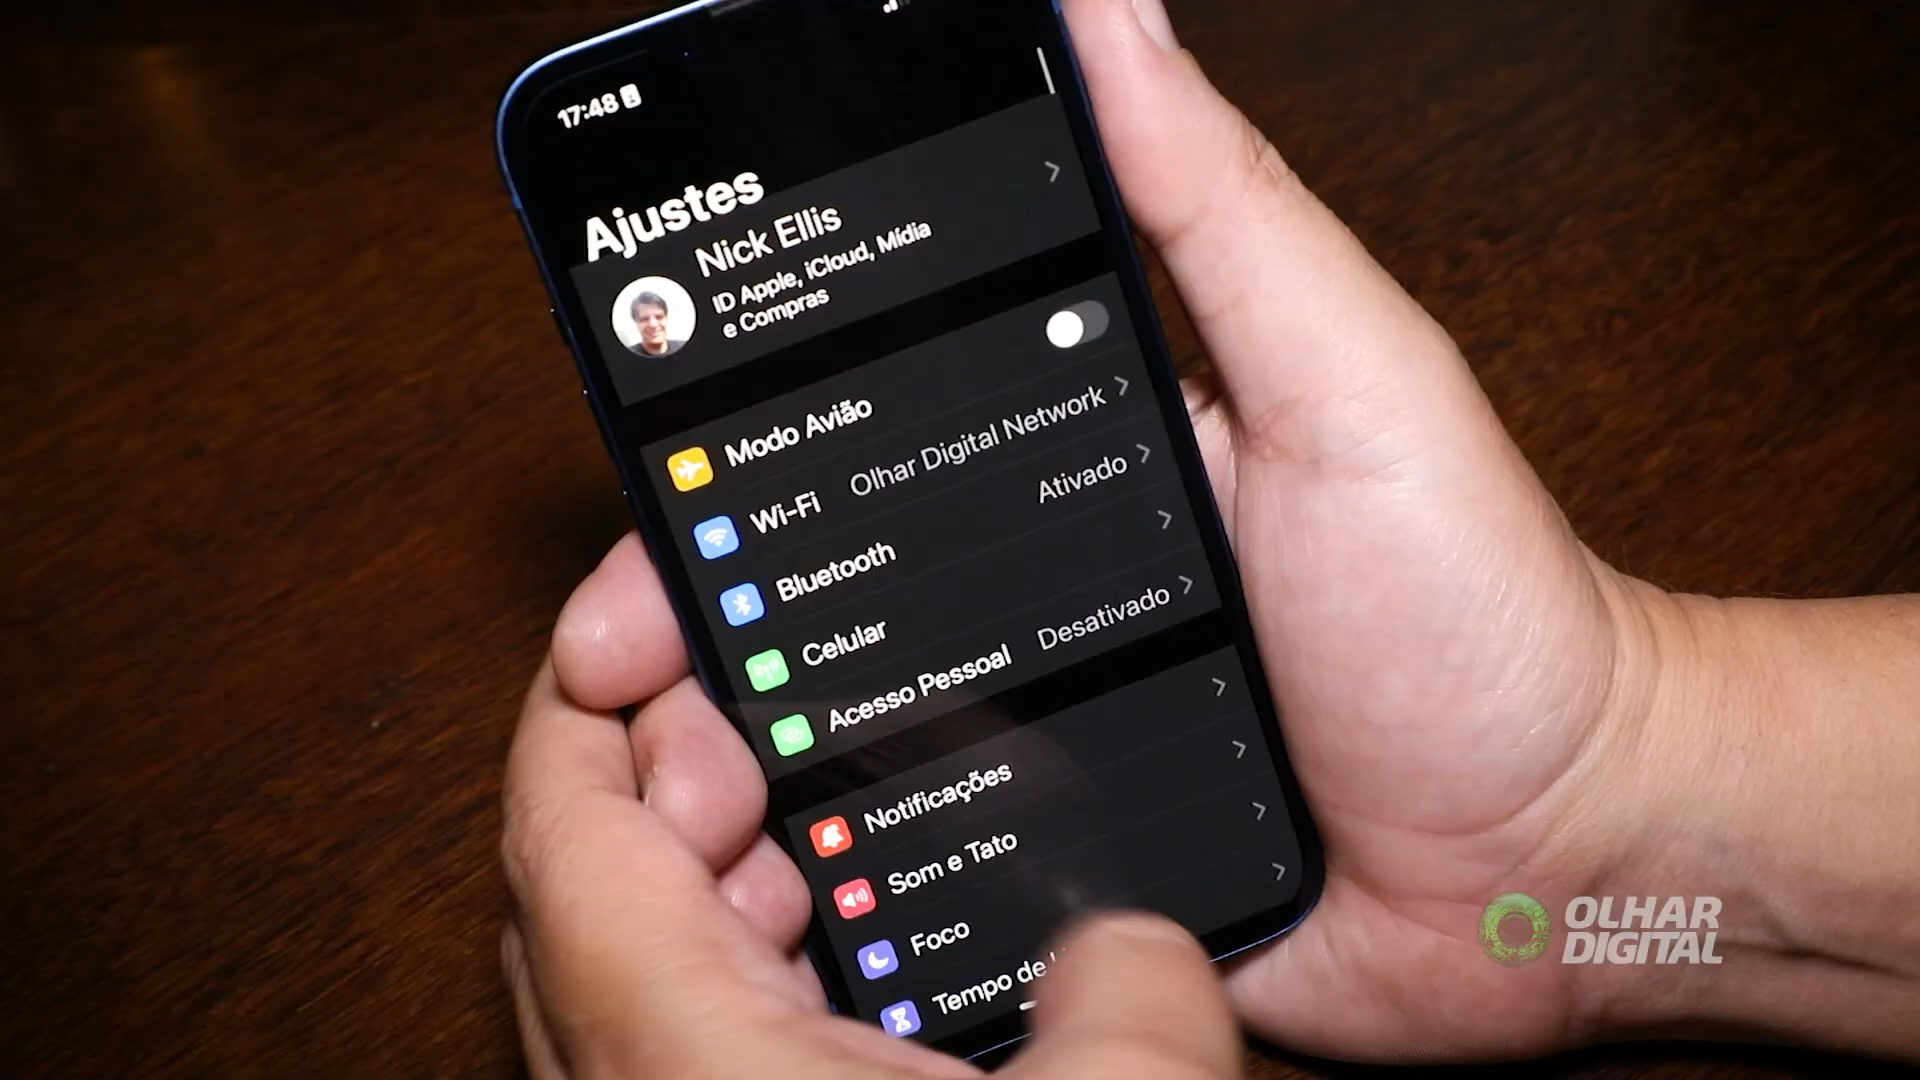 17:48
Ajustes
Nick Ellis
ID Apple, iCloud, Mídia
e Compras
Modo Avião
Wi-Fi Olhar Digital Network
Bluetooth Ativado
Celular
Acesso Pessoal Desativado
Notificações
Som e Tato
Foco
Tempo de
OLHAR
DIGITAL